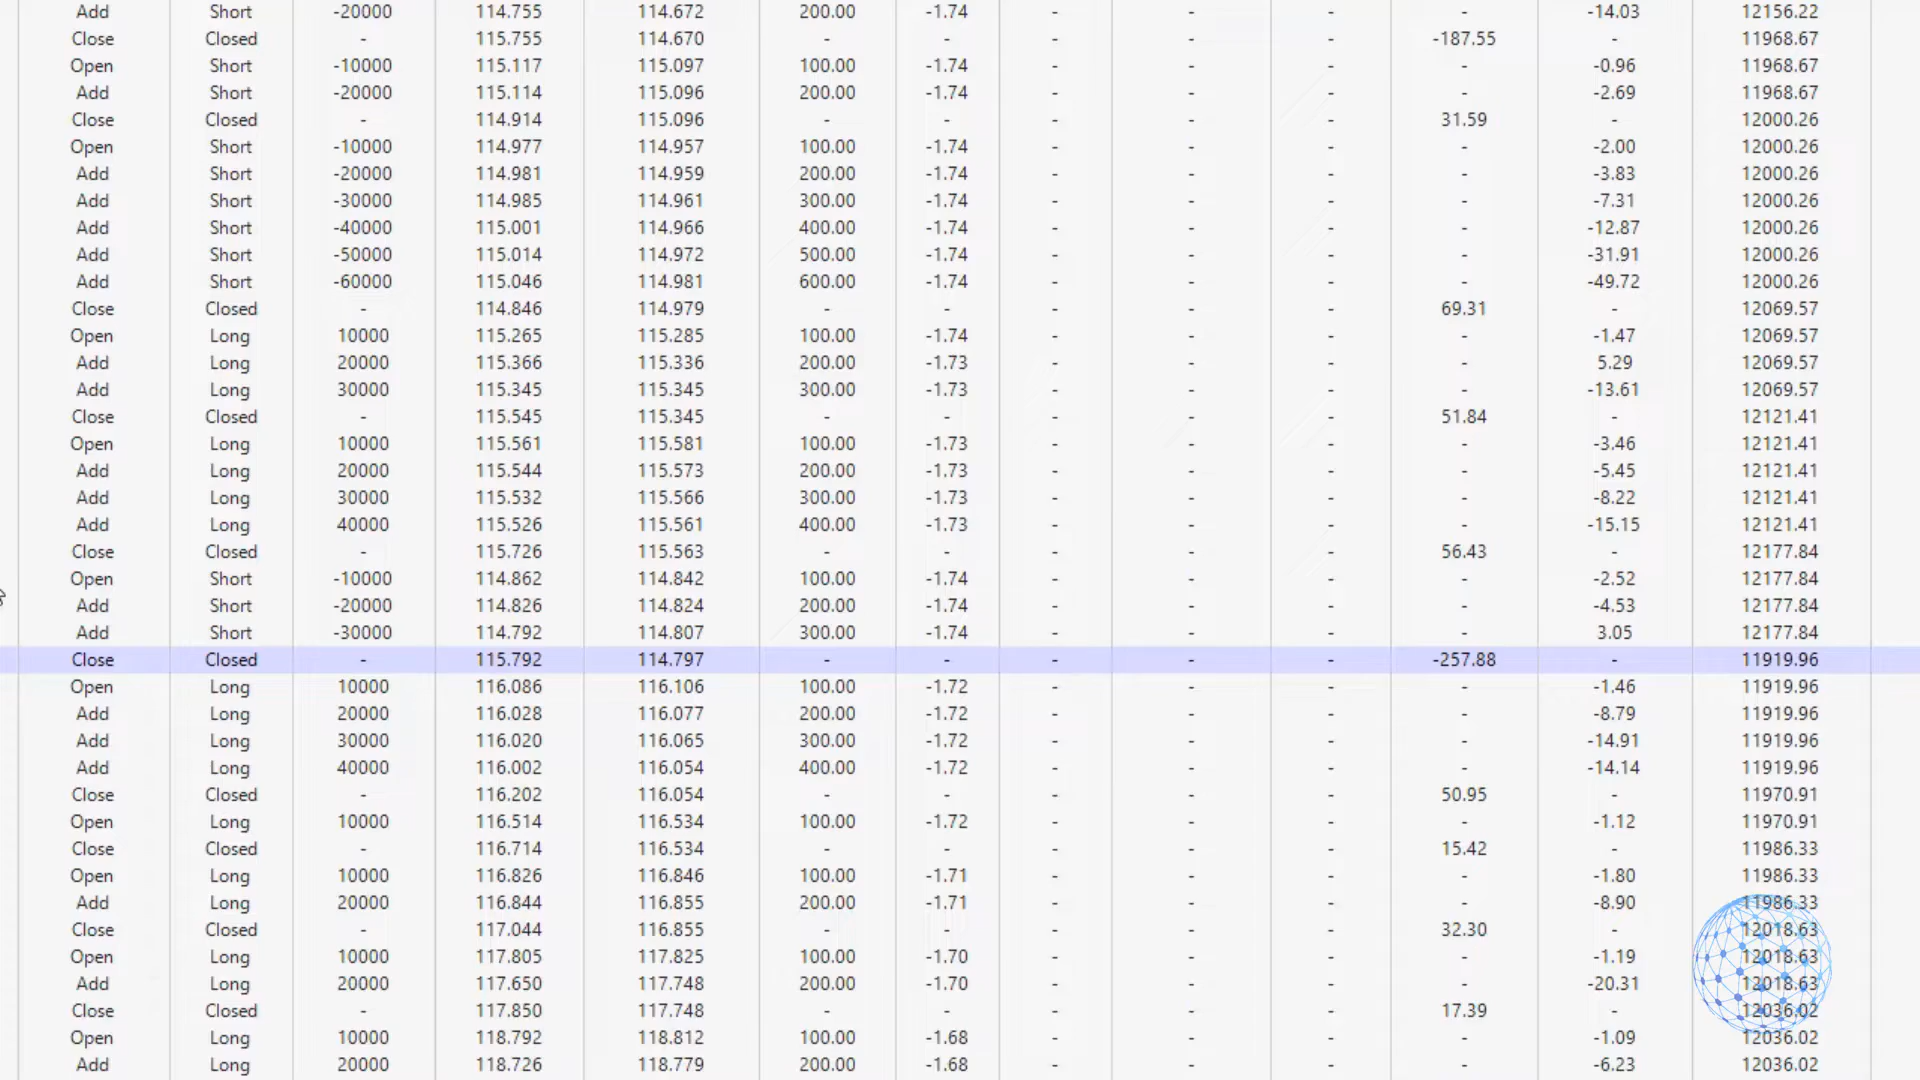 Add Short -20000 114.755 114.672 200.00 -1.74 - - - - -14.03 12156.22
Close Closed - 115.755 114.670 - - - - - -187.55 - 11968.67
Open Short -10000 115.117 115.097 100.00 -1.74 - - - - -0.96 11968.67
Add Short -20000 115.114 115.096 200.00 -1.74 - - - - -2.69 11968.67
Close Closed - 114.914 115.096 - - - - - 31.59 - 12000.26
Open Short -10000 114.977 114.957 100.00 -1.74 - - - - -2.00 12000.26
Add Short -20000 114.981 114.959 200.00 -1.74 - - - - -3.83 12000.26
Add Short -30000 114.985 114.961 300.00 -1.74 - - - - -7.31 12000.26
Add Short -40000 115.001 114.966 400.00 -1.74 - - - - -12.87 12000.26
Add Short -50000 115.014 114.972 500.00 -1.74 - - - - -31.91 12000.26
Add Short -60000 115.046 114.981 600.00 -1.74 - - - - -49.72 12000.26
Close Closed - 114.846 114.979 - - - - - 69.31 - 12069.57
Open Long 10000 115.265 115.285 100.00 -1.74 - - - - -1.47 12069.57
Add Long 20000 115.366 115.336 200.00 -1.73 - - - - 5.29 12069.57
Add Long 30000 115.345 115.345 300.00 -1.73 - - - - -13.61 12069.57
Close Closed - 115.545 115.345 - - - - - 51.84 - 12121.41
Open Long 10000 115.561 115.581 100.00 -1.73 - - - - -3.46 12121.41
Add Long 20000 115.544 115.573 200.00 -1.73 - - - - -5.45 12121.41
Add Long 30000 115.532 115.566 300.00 -1.73 - - - - -8.22 12121.41
Add Long 40000 115.526 115.561 400.00 -1.73 - - - - -15.15 12121.41
Close Closed - 115.726 115.563 - - - - - 56.43 - 12177.84
Open Short -10000 114.862 114.842 100.00 -1.74 - - - - -2.52 12177.84
Add Short -20000 114.826 114.824 200.00 -1.74 - - - - -4.53 12177.84
Add Short -30000 114.792 114.807 300.00 -1.74 - - - - 3.05 12177.84
Close Closed - 115.792 114.797 - - - - - -257.88 - 11919.96
Open Long 10000 116.086 116.106 100.00 -1.72 - - - - -1.46 11919.96
Add Long 20000 116.028 116.077 200.00 -1.72 - - - - -8.79 11919.96
Add Long 30000 116.020 116.065 300.00 -1.72 - - - - -14.91 11919.96
Add Long 40000 116.002 116.054 400.00 -1.72 - - - - -14.14 11919.96
Close Closed - 116.202 116.054 - - - - - 50.95 - 11970.91
Open Long 10000 116.514 116.534 100.00 -1.72 - - - - -1.12 11970.91
Close Closed - 116.714 116.534 - - - - - 15.42 - 11986.33
Open Long 10000 116.826 116.846 100.00 -1.71 - - - - -1.80 11986.33
Add Long 20000 116.844 116.855 200.00 -1.71 - - - - -8.90 11986.33
Close Closed - 117.044 116.855 - - - - - 32.30 - 12018.63
Open Long 10000 117.805 117.825 100.00 -1.70 - - - - -1.19 12018.63
Add Long 20000 117.650 117.748 200.00 -1.70 - - - - -20.31 12018.63
Close Closed - 117.850 117.748 - - - - - 17.39 - 12036.02
Open Long 10000 118.792 118.812 100.00 -1.68 - - - - -1.09 12036.02
Add Long 20000 118.726 118.779 200.00 -1.68 - - - - -6.23 12036.02